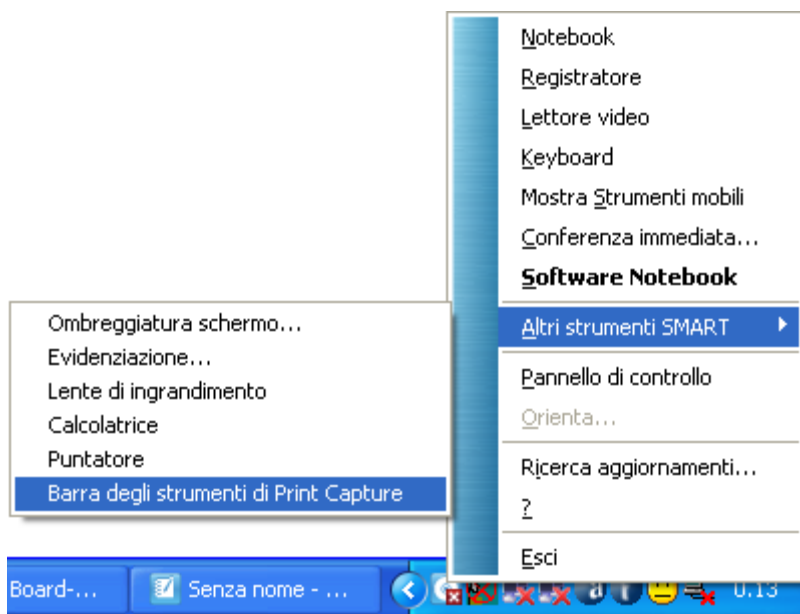 Notebook
Registratore
Lettore video
Keyboard
Mostra Strumenti mobili
Conferenza immediata...
Software Notebook
Altri strumenti SMART
Pannello di controllo
Orienta...
Ricerca aggiornamenti...
?
Esci
Ombreggiatura schermo...
Evidenziazione...
Lente di ingrandimento
Calcolatrice
Puntatore
Barra degli strumenti di Print Capture
Board-... Senza nome - ... 0.13